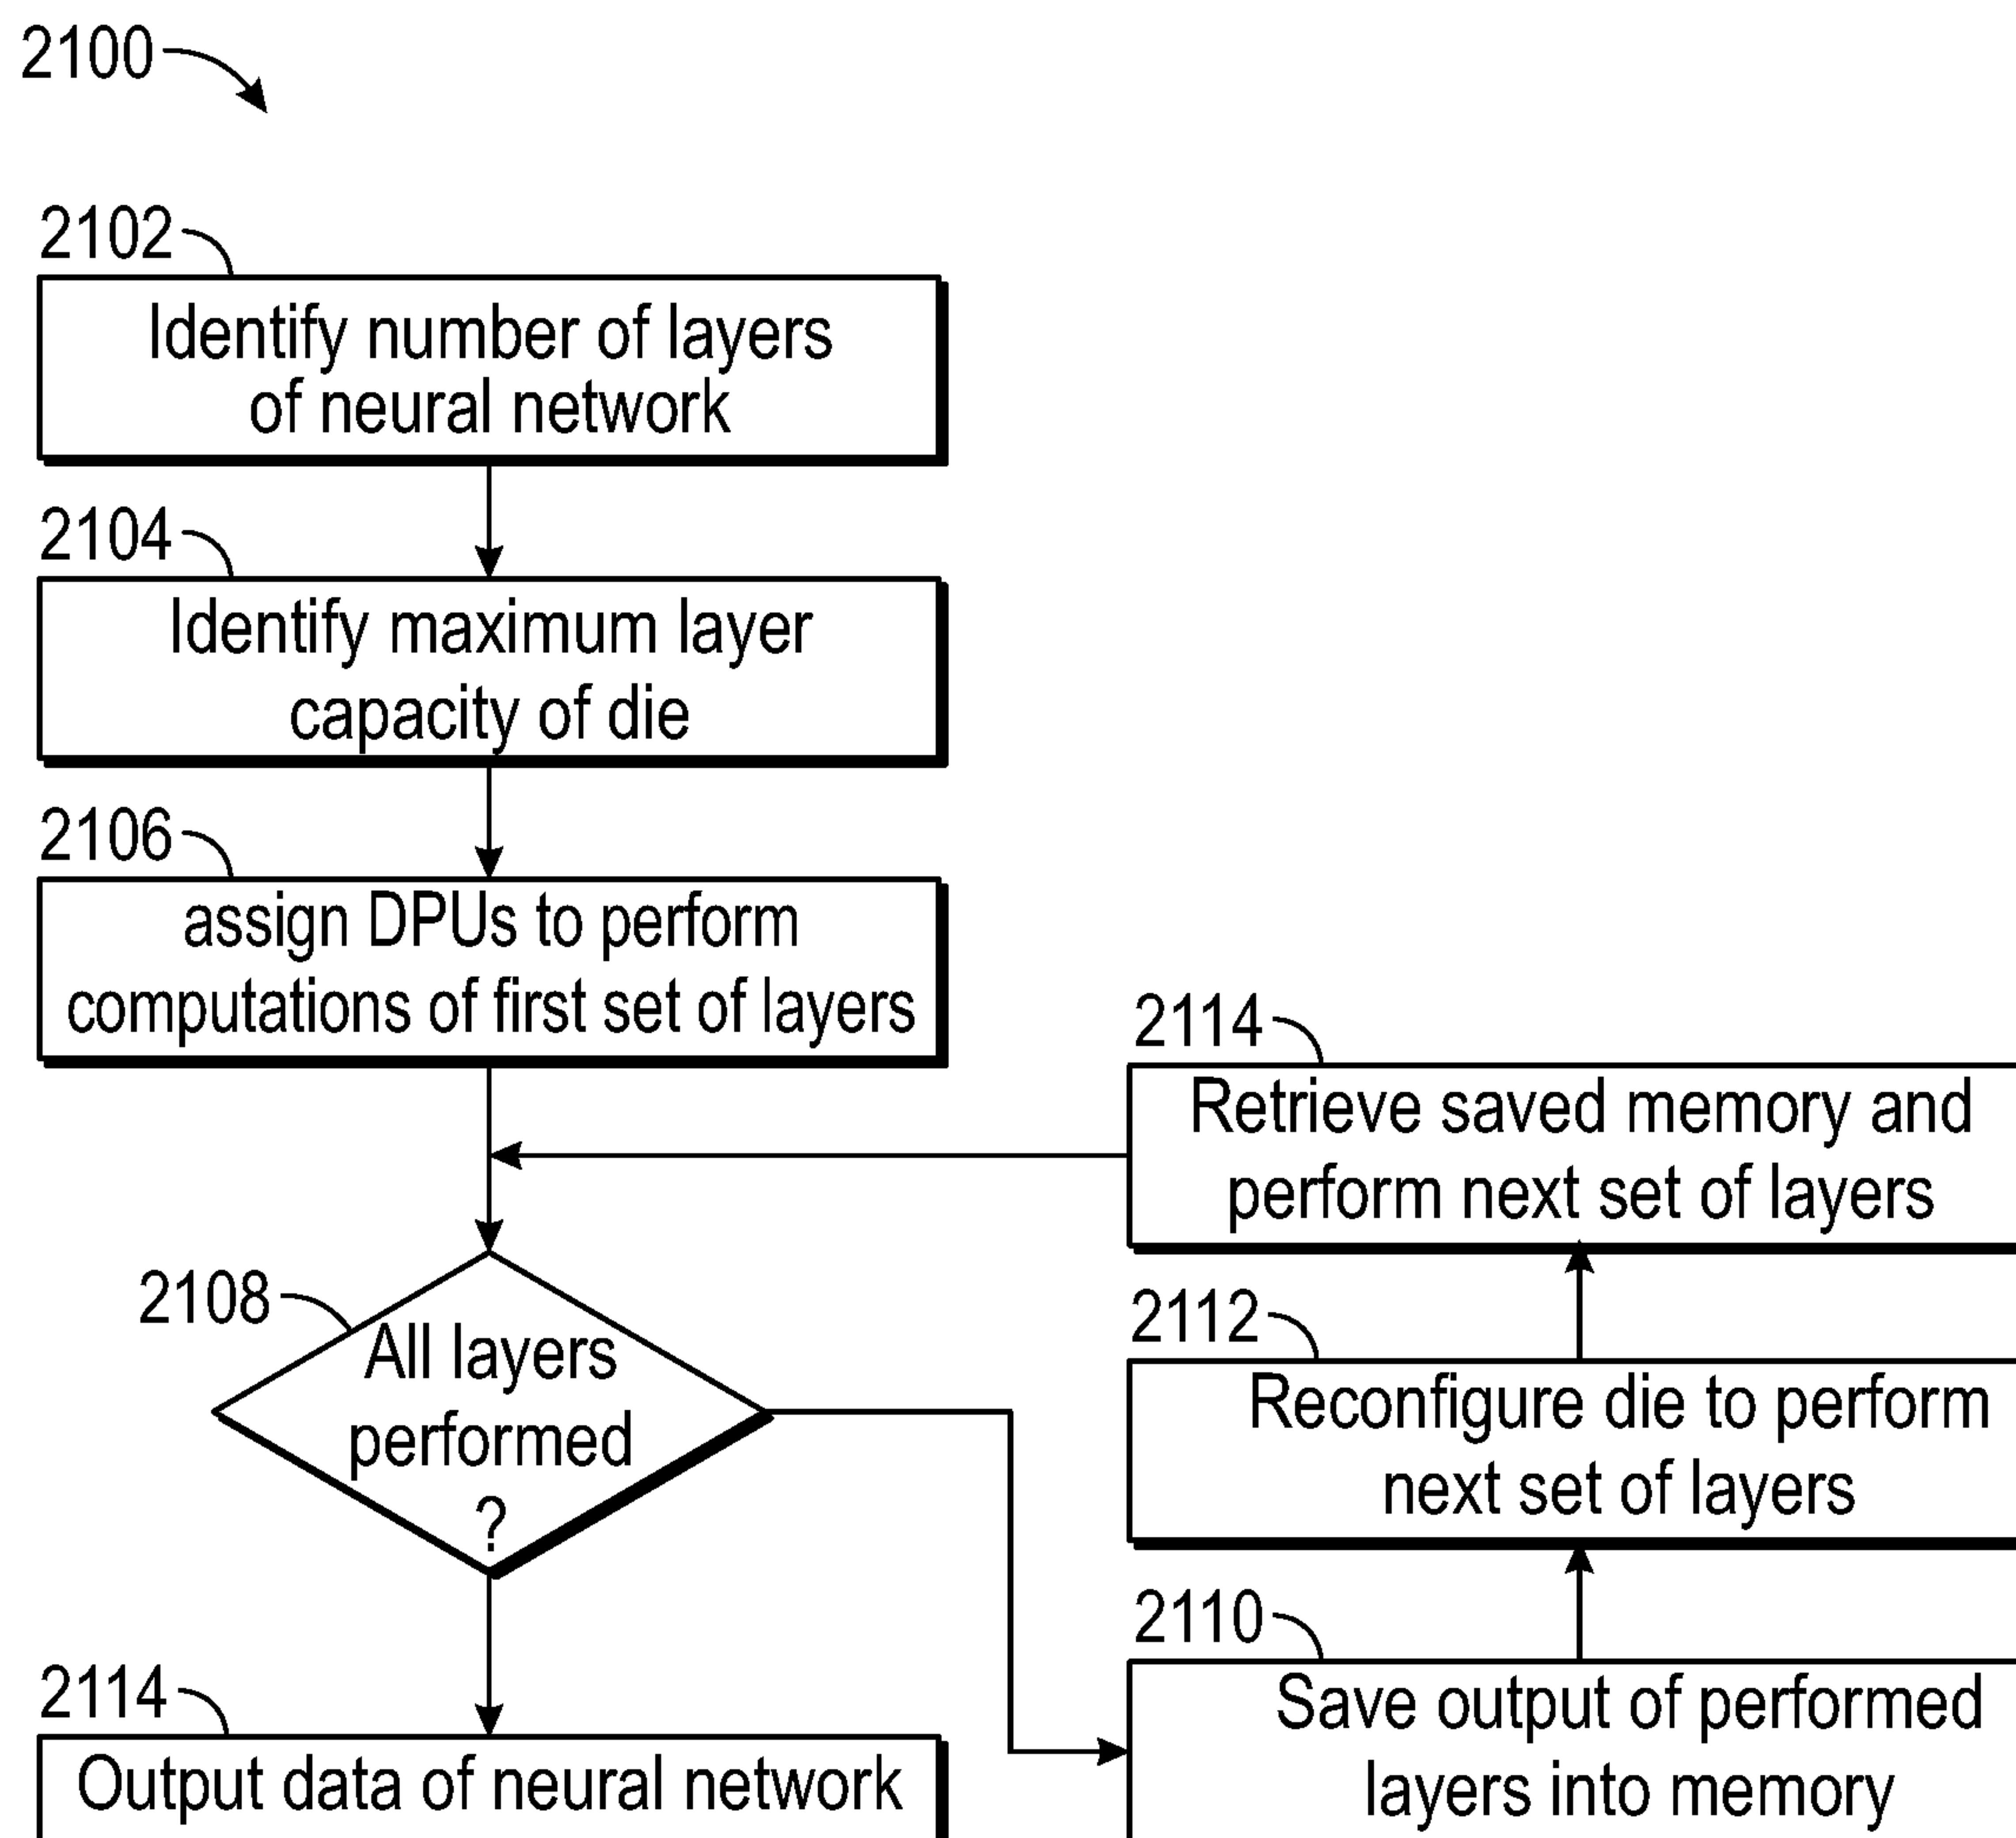 2100
2102
Identify number of layers
of neural network
2104
Identify maximum layer
capacity of die
2106
assign DPUs to perform
computations of first set of layers
2108
All layers
performed
?
2114
Output data of neural network
2114
Retrieve saved memory and
perform next set of layers
2112
Reconfigure die to perform
next set of layers
2110
Save output of performed
layers into memory